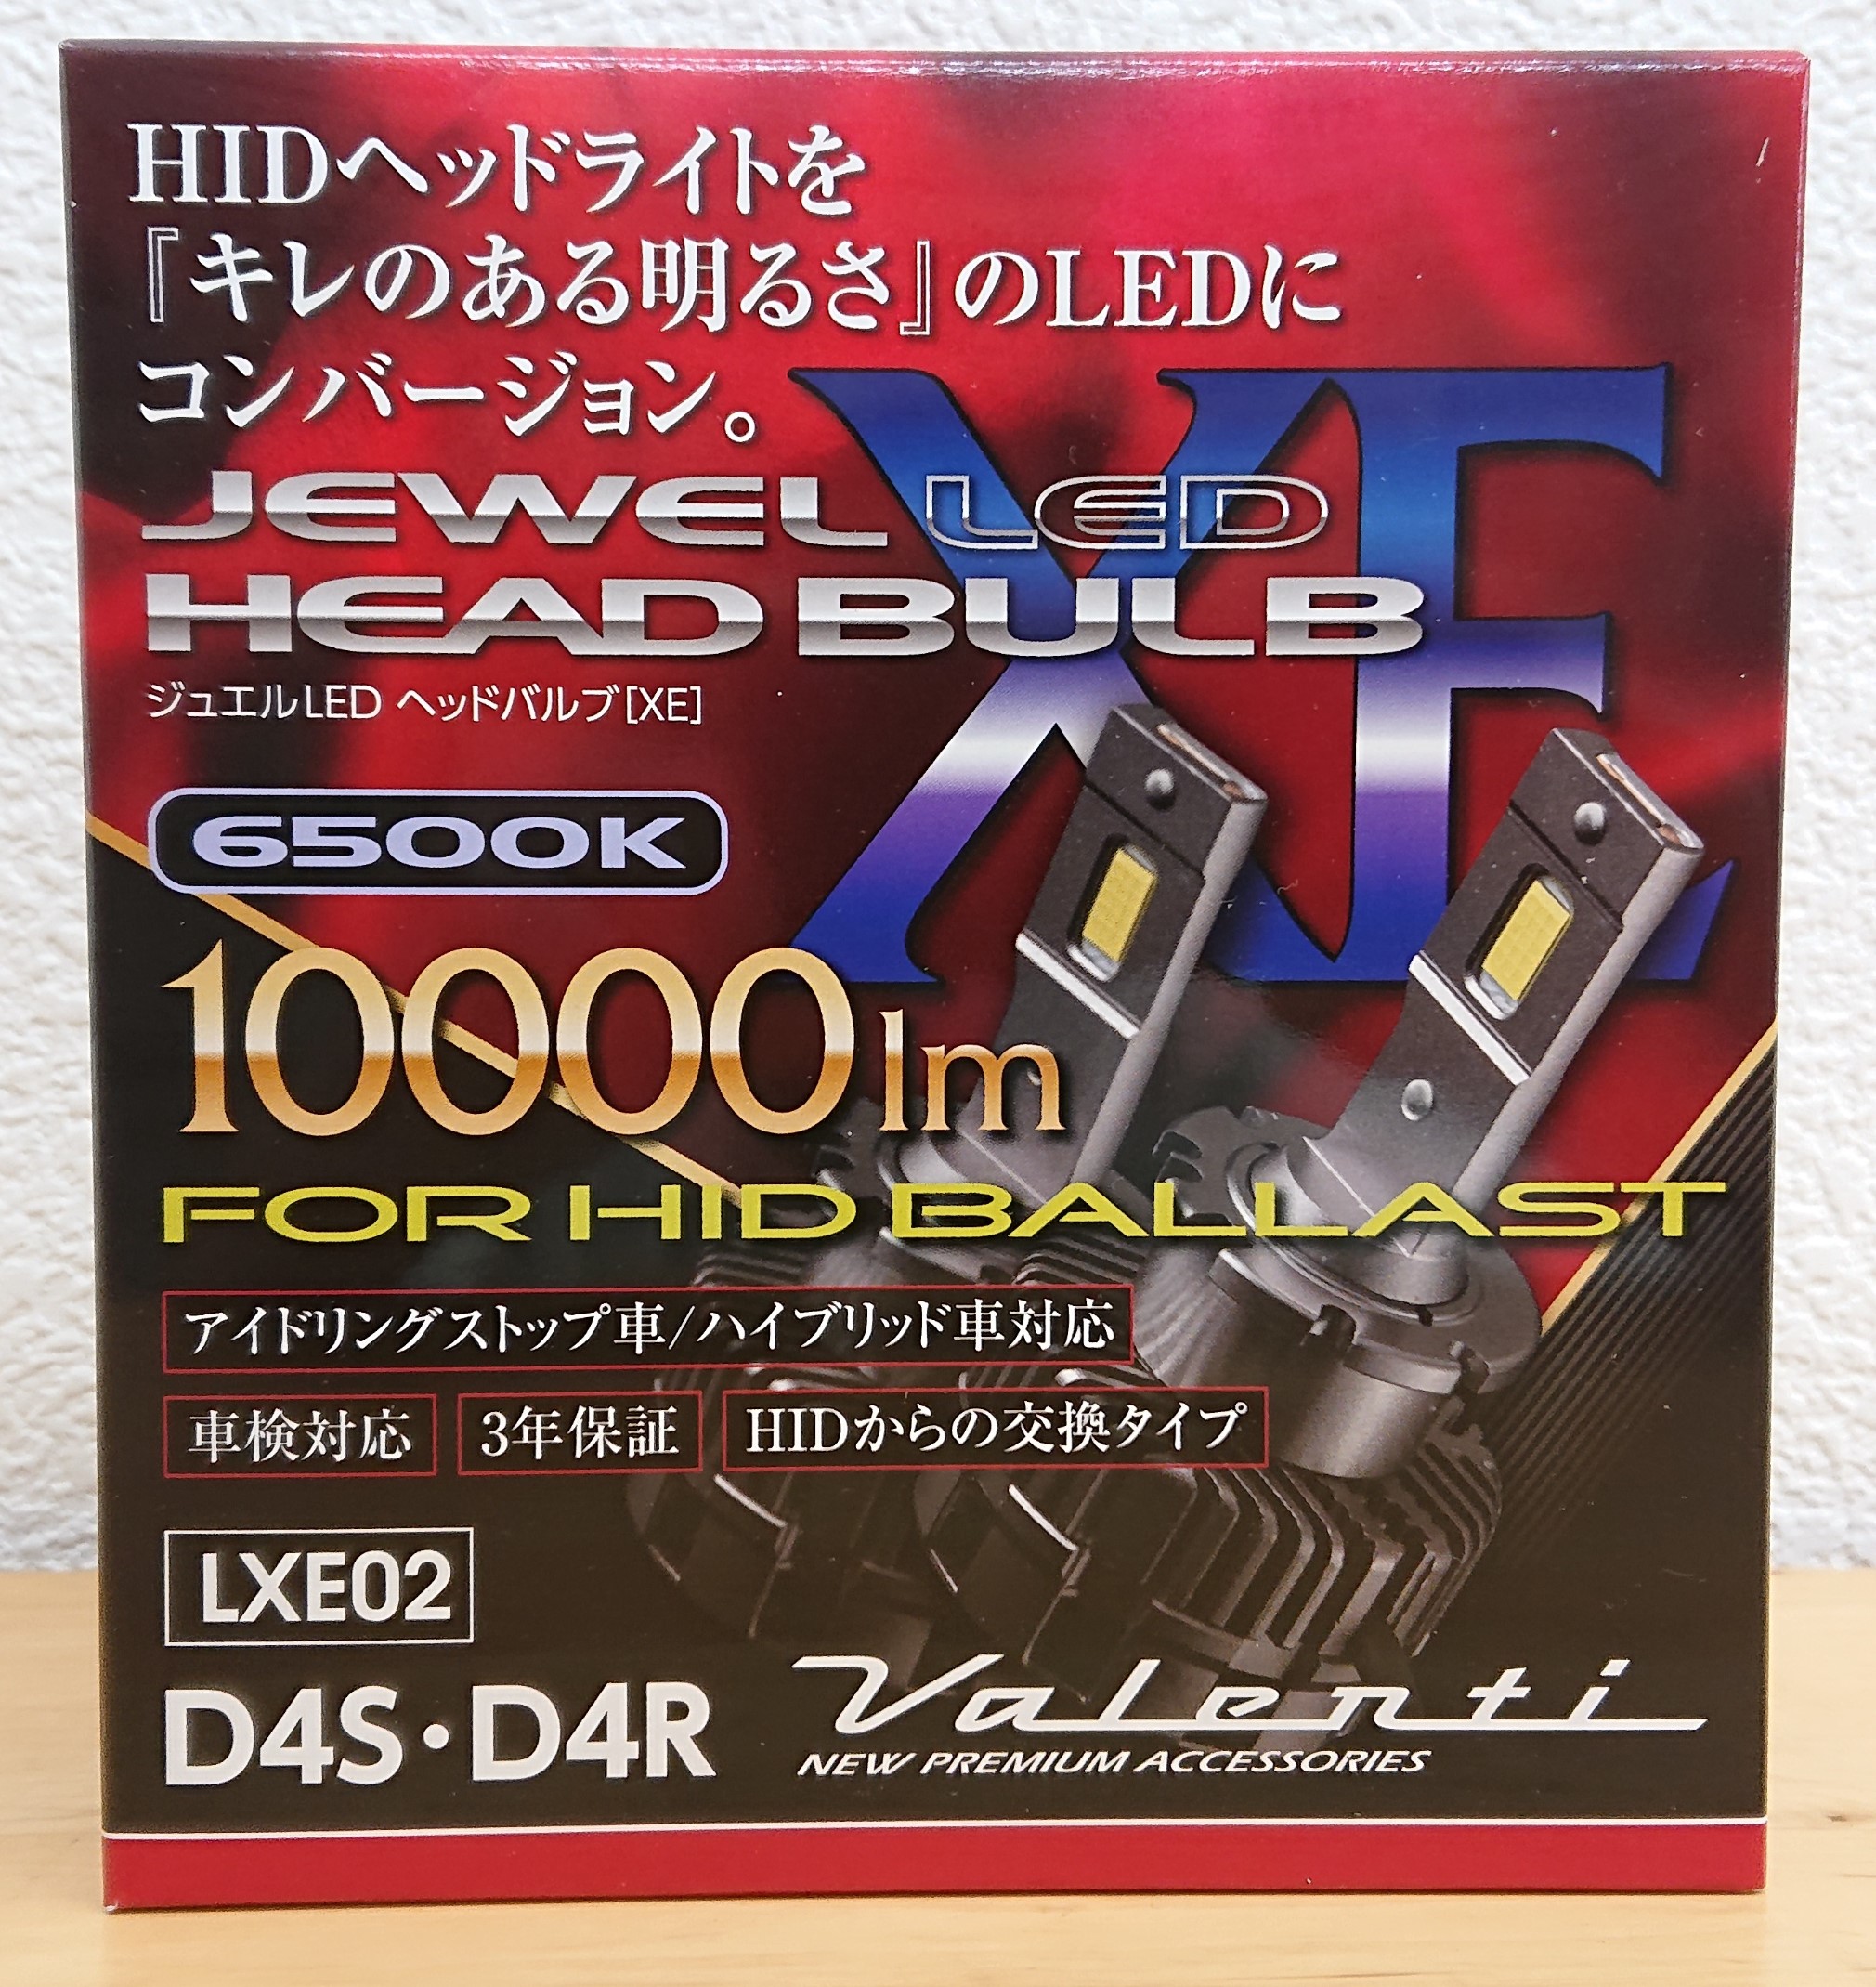 HIDヘッドライトを
『キレのある明るさ』のLEDに
コンバージョン。
XE
JEWEL LED
HEAD BULB
ジュエルLED ヘッドバルブ[XE]
6500K
10000lm
FOR HID BALLAST
アイドリングストップ車/ハイブリッド車対応
車検対応 3年保証 HIDからの交換タイプ
LXE02
D4S・D4R
Valenti
NEW PREMIUM ACCESSORIES